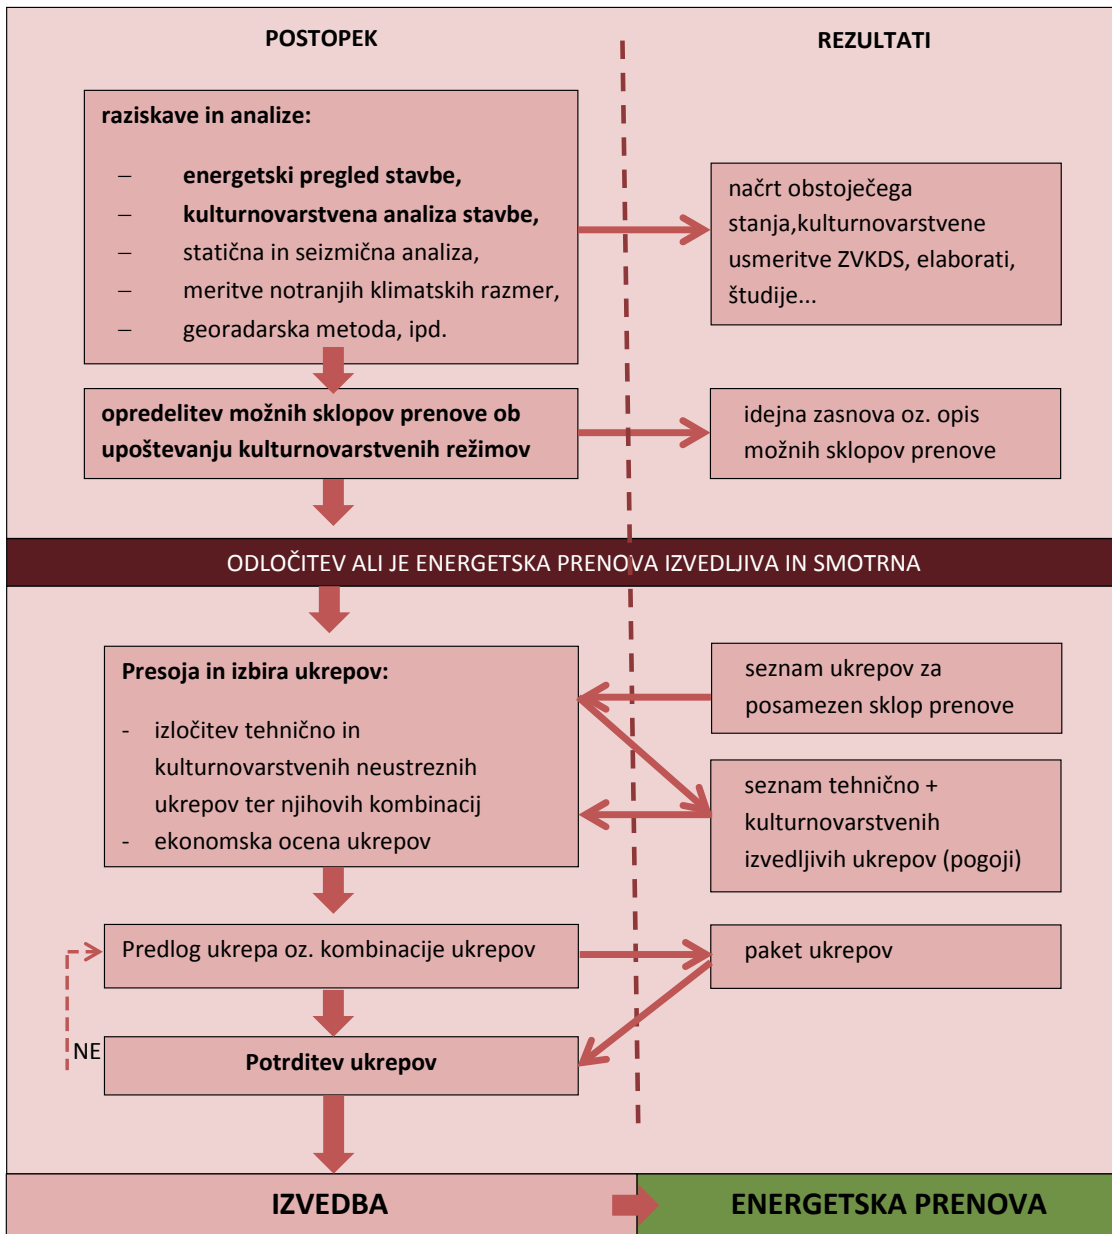 POSTOPEK
REZULTATI
raziskave in analize:
– energetski pregled stavbe,
– kulturnovarstvena analiza stavbe,
– statična in seizmična analiza,
– meritve notranjih klimatskih razmer,
– georadarska metoda, ipd.
načrt obstoječega
stanja,kulturnovarstvene
usmeritve ZVKDS, elaborati,
študije...
opredelitev možnih sklopov prenove ob
upoštevanju kulturnovarstvenih režimov
idejna zasnova oz. opis
možnih sklopov prenove
ODLOČITEV ALI JE ENERGETSKA PRENOVA IZVEDLJIVA IN SMOTRNA
Presoja in izbira ukrepov:
- izločitev tehnično in
kulturnovarstvenih neustreznih
ukrepov ter njihovih kombinacij
- ekonomska ocena ukrepov
seznam ukrepov za
posamezen sklop prenove
seznam tehnično +
kulturnovarstvenih
izvedljivih ukrepov (pogoji)
Predlog ukrepa oz. kombinacije ukrepov
paket ukrepov
NE
Potrditev ukrepov
IZVEDBA
ENERGETSKA PRENOVA